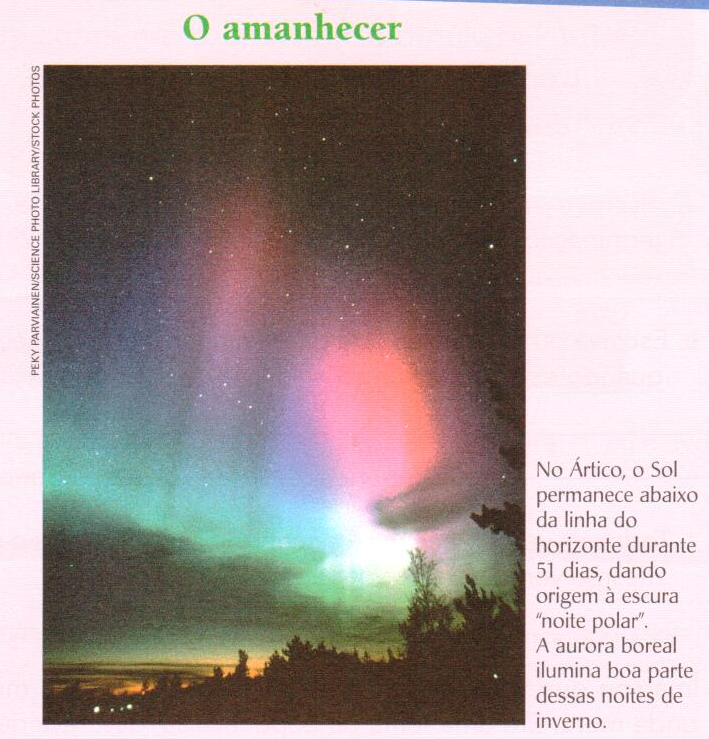 O amanhecer
PEKY PARVIAINEN/SCIENCE PHOTO LIBRARY/STOCK PHOTOS
No Ártico, o Sol
permanece abaixo
da linha do
horizonte durante
51 dias, dando
origem à escura
“noite polar”.
A aurora boreal
ilumina boa parte
dessas noites de
inverno.